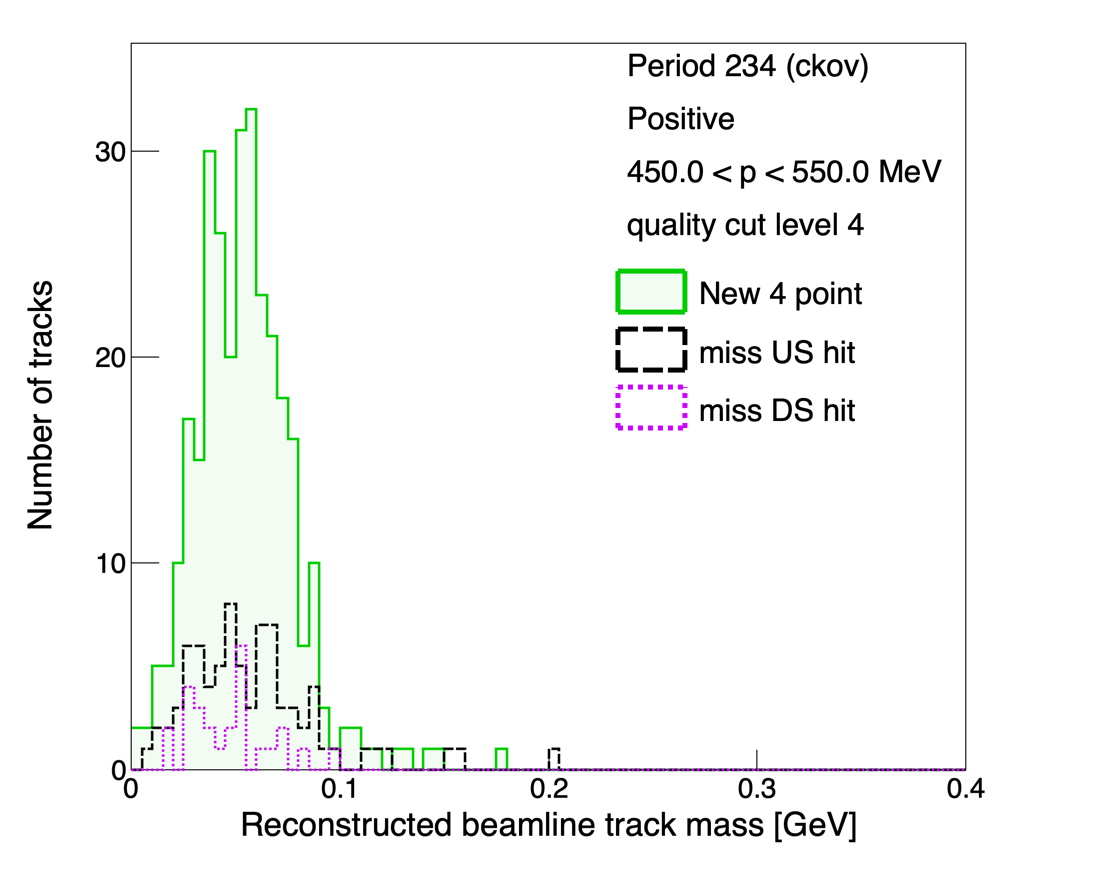 Period 234 (ckov)
Positive
450.0 < p < 550.0 MeV
quality cut level 4
New 4 point
miss US hit
miss DS hit
Number of tracks
30
20
10
0
0 0.1 0.2 0.3 0.4
Reconstructed beamline track mass [GeV]